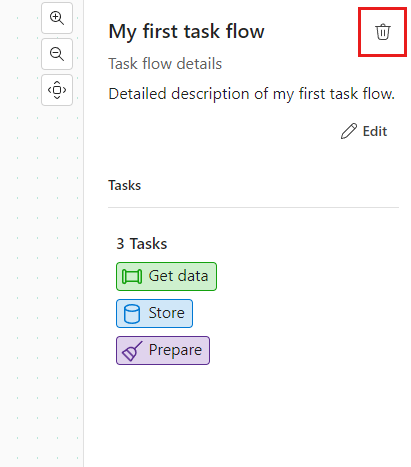 My first task flow
Task flow details
Detailed description of my first task flow.
Edit
Tasks
3 Tasks
Get data
Store
Prepare